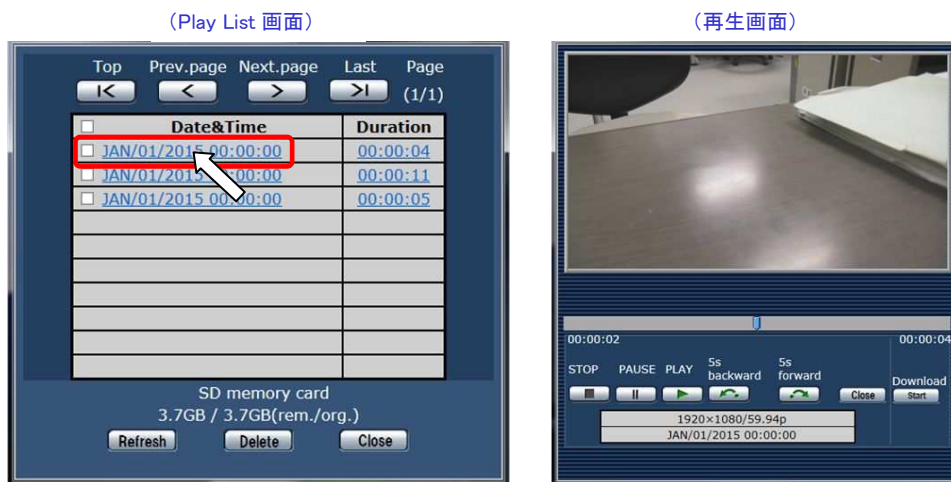 （Play List 画面）
Top Prev.page Next.page Last Page
(1/1)
Date&Time Duration
JAN/01/2015 00:00:00 00:00:04
JAN/01/2015 00:00:00 00:00:11
JAN/01/2015 00:00:00 00:00:05
SD memory card
3.7GB / 3.7GB(rem./org.)
Refresh Delete Close
（再生画面）
00:00:02 00:00:04
STOP PAUSE PLAY 5s backward 5s forward
Download
Close Start
1920×1080/59.94p
JAN/01/2015 00:00:00